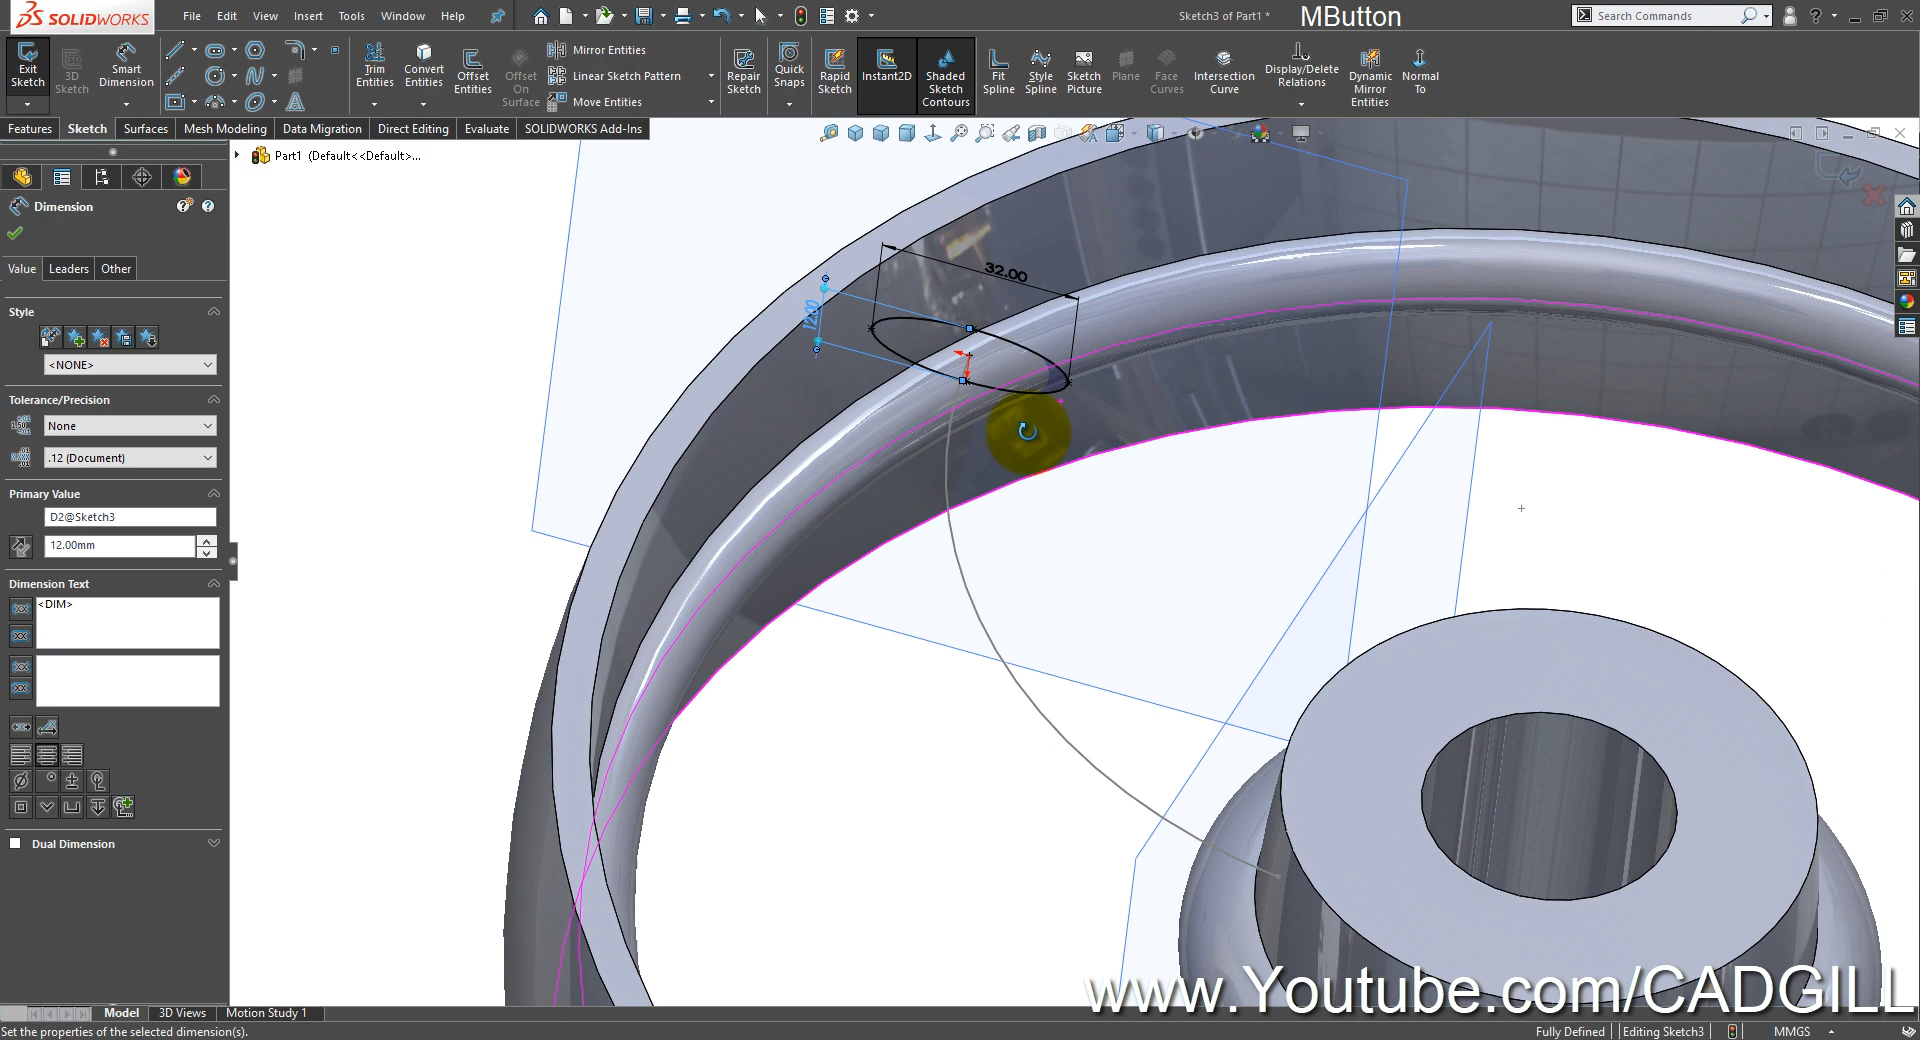 SOLIDWORKS
File Edit View Insert Tools Window Help
Sketch3 of Part1 *
MButton
Search Commands
Exit Sketch
3D Sketch
Smart Dimension
Trim Entities
Convert Entities
Offset Entities
Offset On Surface
Mirror Entities
Linear Sketch Pattern
Move Entities
Repair Sketch
Quick Snaps
Rapid Sketch
Instant2D
Shaded Sketch Contours
Fit Spline
Style Spline
Sketch Picture
Plane
Face Curves
Intersection Curve
Display/Delete Relations
Dynamic Mirror Entities
Normal To
Features Sketch Surfaces Mesh Modeling Data Migration Direct Editing Evaluate SOLIDWORKS Add-Ins
Part1 (Default<<Default>...
Dimension
Value Leaders Other
Style
<NONE>
Tolerance/Precision
None
.12 (Document)
Primary Value
D2@Sketch3
12.00mm
Dimension Text
<DIM>
Dual Dimension
32.00
12.00
www.Youtube.com/CADGILL
Model 3D Views Motion Study 1
Set the properties of the selected dimension(s).
Fully Defined Editing Sketch3 MMGS